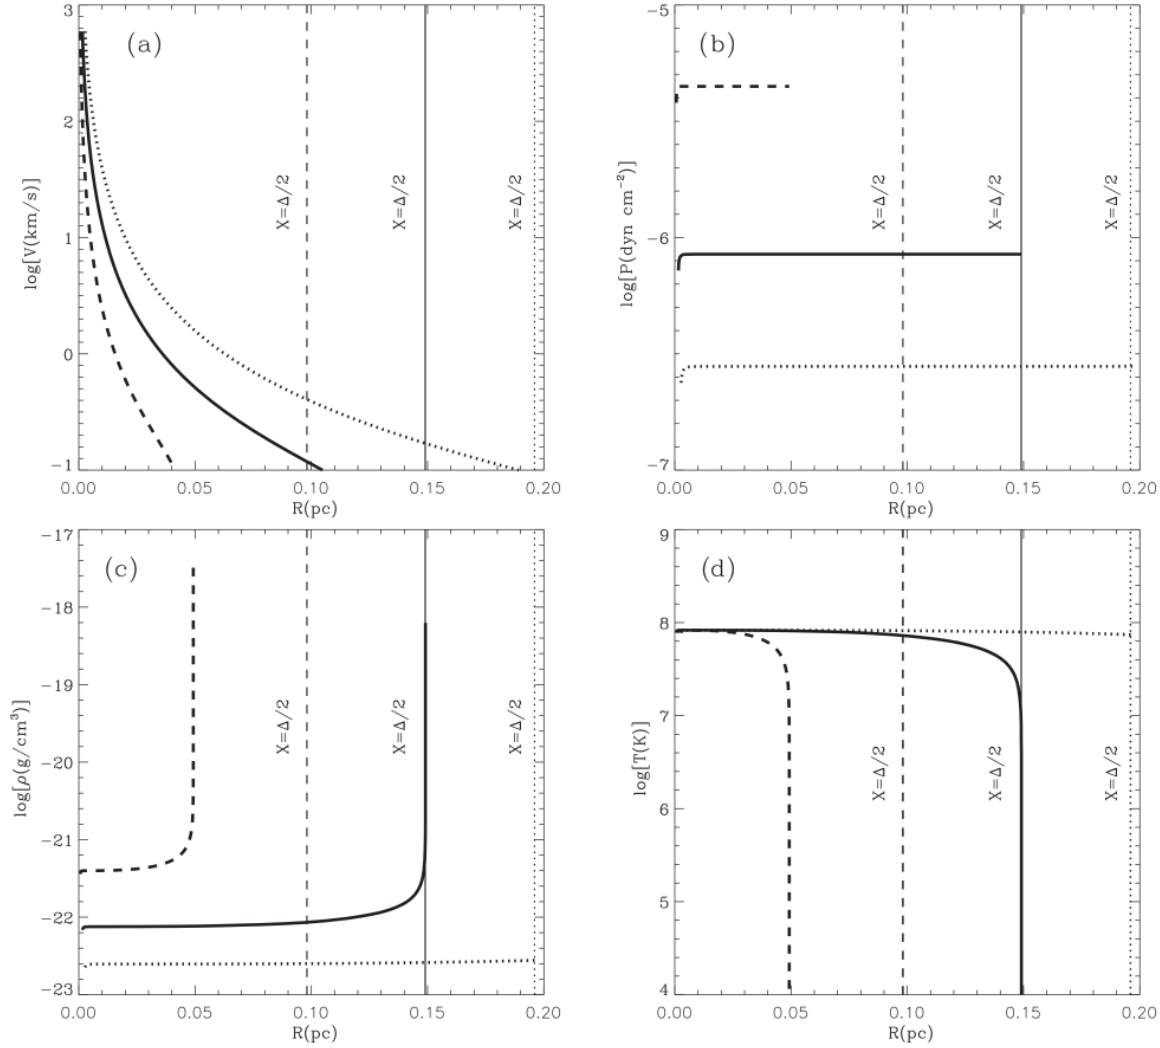 (a)
log[V(km/s)]
3
2
1
0
−1
X=Δ/2
X=Δ/2
X=Δ/2
0.00 0.05 0.10 0.15 0.20
R(pc)
(b)
log[P(dyn cm⁻²)]
−5
−6
−7
X=Δ/2
X=Δ/2
X=Δ/2
0.00 0.05 0.10 0.15 0.20
R(pc)
(c)
log[ρ(g/cm³)]
−17
−18
−19
−20
−21
−22
−23
X=Δ/2
X=Δ/2
X=Δ/2
0.00 0.05 0.10 0.15 0.20
R(pc)
(d)
log[T(K)]
9
8
7
6
5
4
X=Δ/2
X=Δ/2
X=Δ/2
0.00 0.05 0.10 0.15 0.20
R(pc)